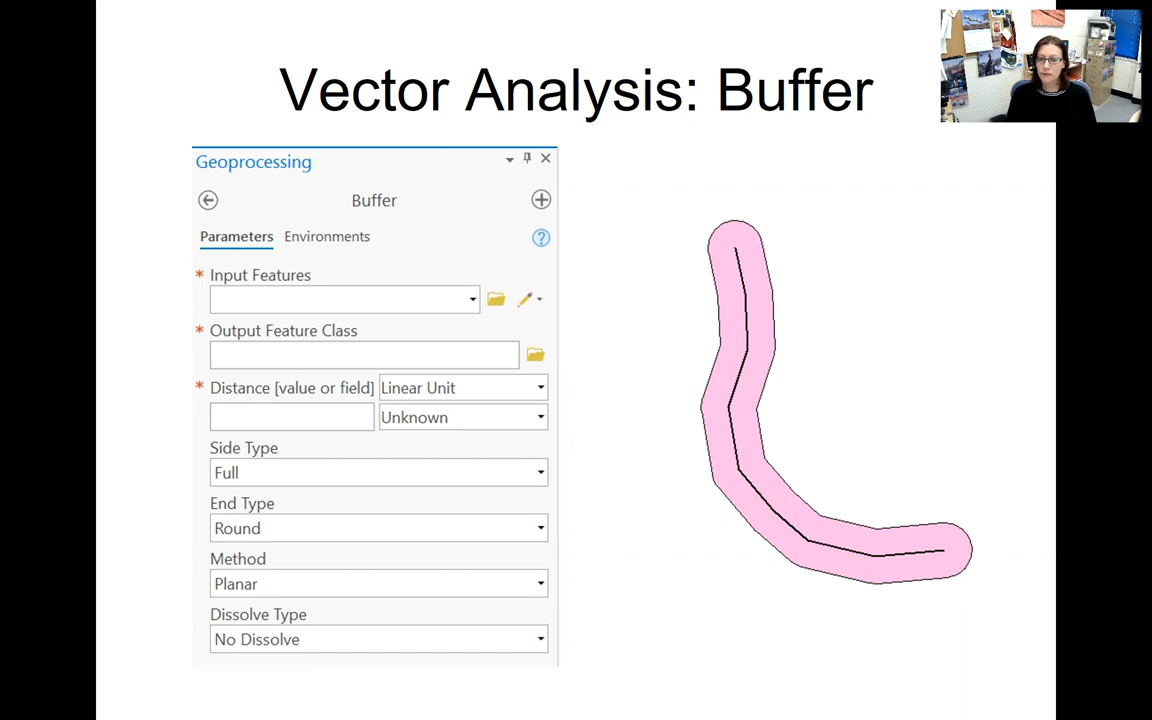 Vector Analysis: Buffer
Geoprocessing
Buffer
Parameters Environments
* Input Features
* Output Feature Class
* Distance [value or field] Linear Unit
Unknown
Side Type
Full
End Type
Round
Method
Planar
Dissolve Type
No Dissolve